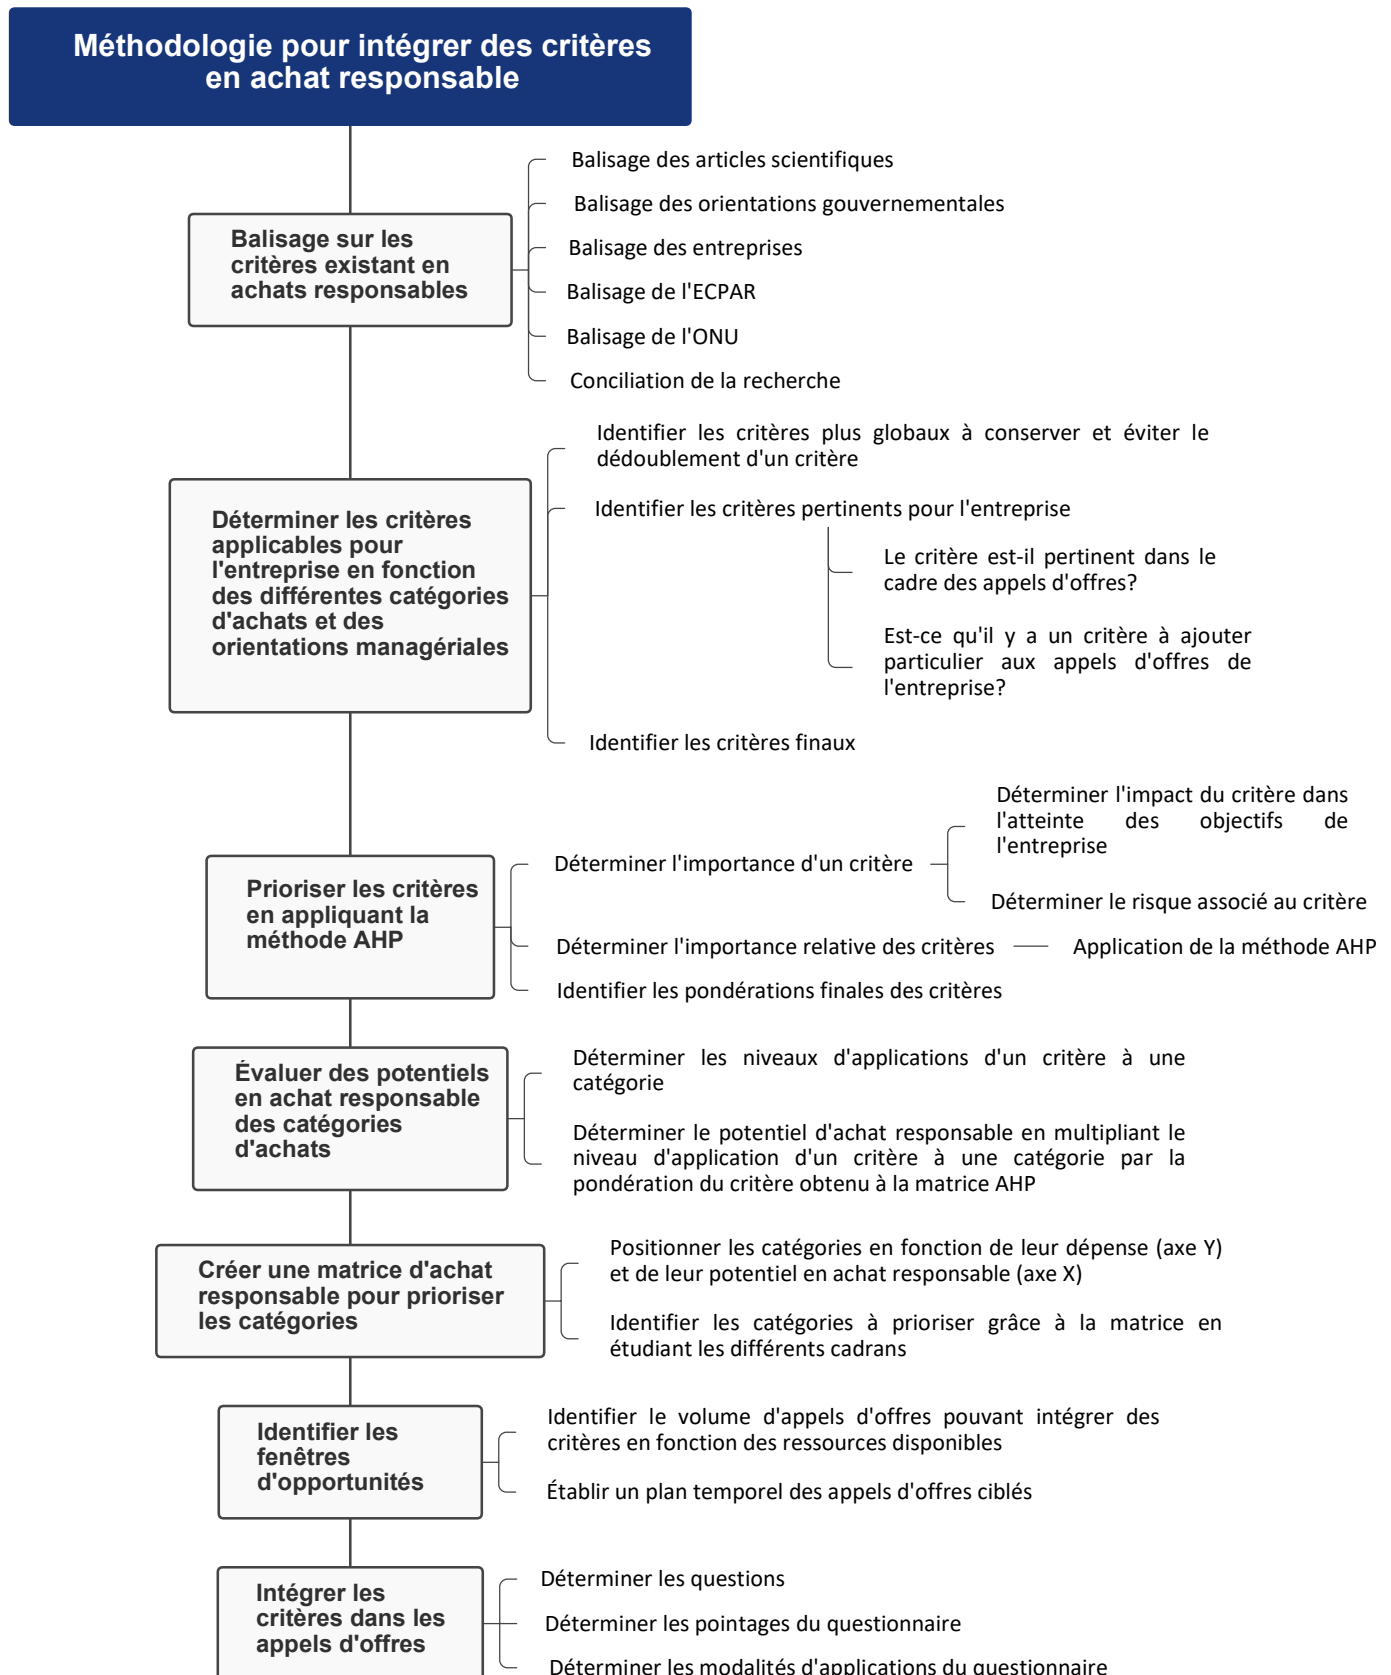 Méthodologie pour intégrer des critères
en achat responsable
Balisage sur les
critères existant en
achats responsables
Balisage des articles scientifiques
Balisage des orientations gouvernementales
Balisage des entreprises
Balisage de l'ECPAR
Balisage de l'ONU
Conciliation de la recherche
Déterminer les critères
applicables pour
l'entreprise en fonction
des différentes catégories
d'achats et des
orientations managériales
Identifier les critères plus globaux à conserver et éviter le
dédoublement d'un critère
Identifier les critères pertinents pour l'entreprise
Le critère est-il pertinent dans le
cadre des appels d'offres?
Est-ce qu'il y a un critère à ajouter
particulier aux appels d'offres de
l'entreprise?
Identifier les critères finaux
Prioriser les critères
en appliquant la
méthode AHP
Déterminer l'importance d'un critère
Déterminer l'impact du critère dans
l'atteinte des objectifs de
l'entreprise
Déterminer le risque associé au critère
Déterminer l'importance relative des critères
Application de la méthode AHP
Identifier les pondérations finales des critères
Évaluer des potentiels
en achat responsable
des catégories
d'achats
Déterminer les niveaux d'applications d'un critère à une
catégorie
Déterminer le potentiel d'achat responsable en multipliant le
niveau d'application d'un critère à une catégorie par la
pondération du critère obtenu à la matrice AHP
Créer une matrice d'achat
responsable pour prioriser
les catégories
Positionner les catégories en fonction de leur dépense (axe Y)
et de leur potentiel en achat responsable (axe X)
Identifier les catégories à prioriser grâce à la matrice en
étudiant les différents cadrans
Identifier les
fenêtres
d'opportunités
Identifier le volume d'appels d'offres pouvant intégrer des
critères en fonction des ressources disponibles
Établir un plan temporel des appels d'offres ciblés
Intégrer les
critères dans les
appels d'offres
Déterminer les questions
Déterminer les pointages du questionnaire
Déterminer les modalités d'applications du questionnaire